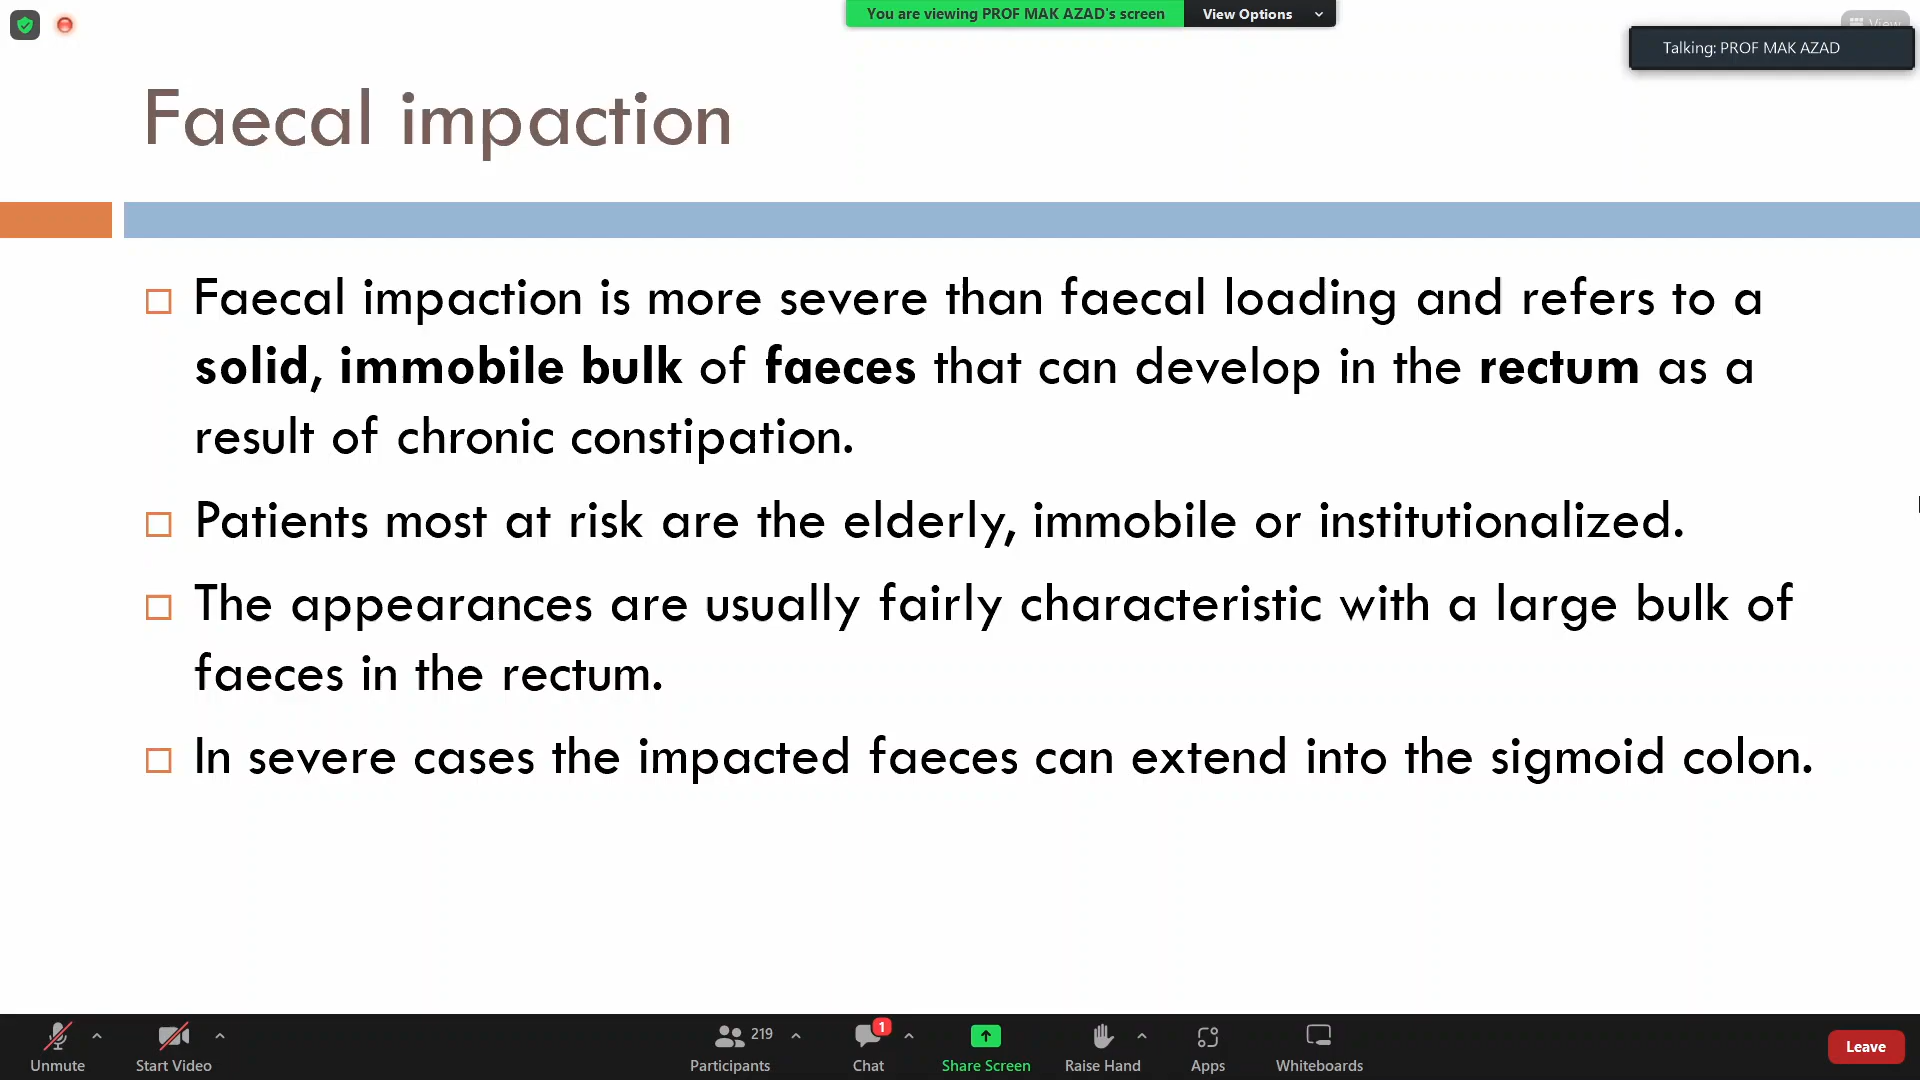 You are viewing PROF MAK AZAD's screen
View Options
View
Talking: PROF MAK AZAD
Faecal impaction
Faecal impaction is more severe than faecal loading and refers to a
solid, immobile bulk of faeces that can develop in the rectum as a
result of chronic constipation.
Patients most at risk are the elderly, immobile or institutionalized.
The appearances are usually fairly characteristic with a large bulk of
faeces in the rectum.
In severe cases the impacted faeces can extend into the sigmoid colon.
219
1
Unmute
Start Video
Participants
Chat
Share Screen
Raise Hand
Apps
Whiteboards
Leave